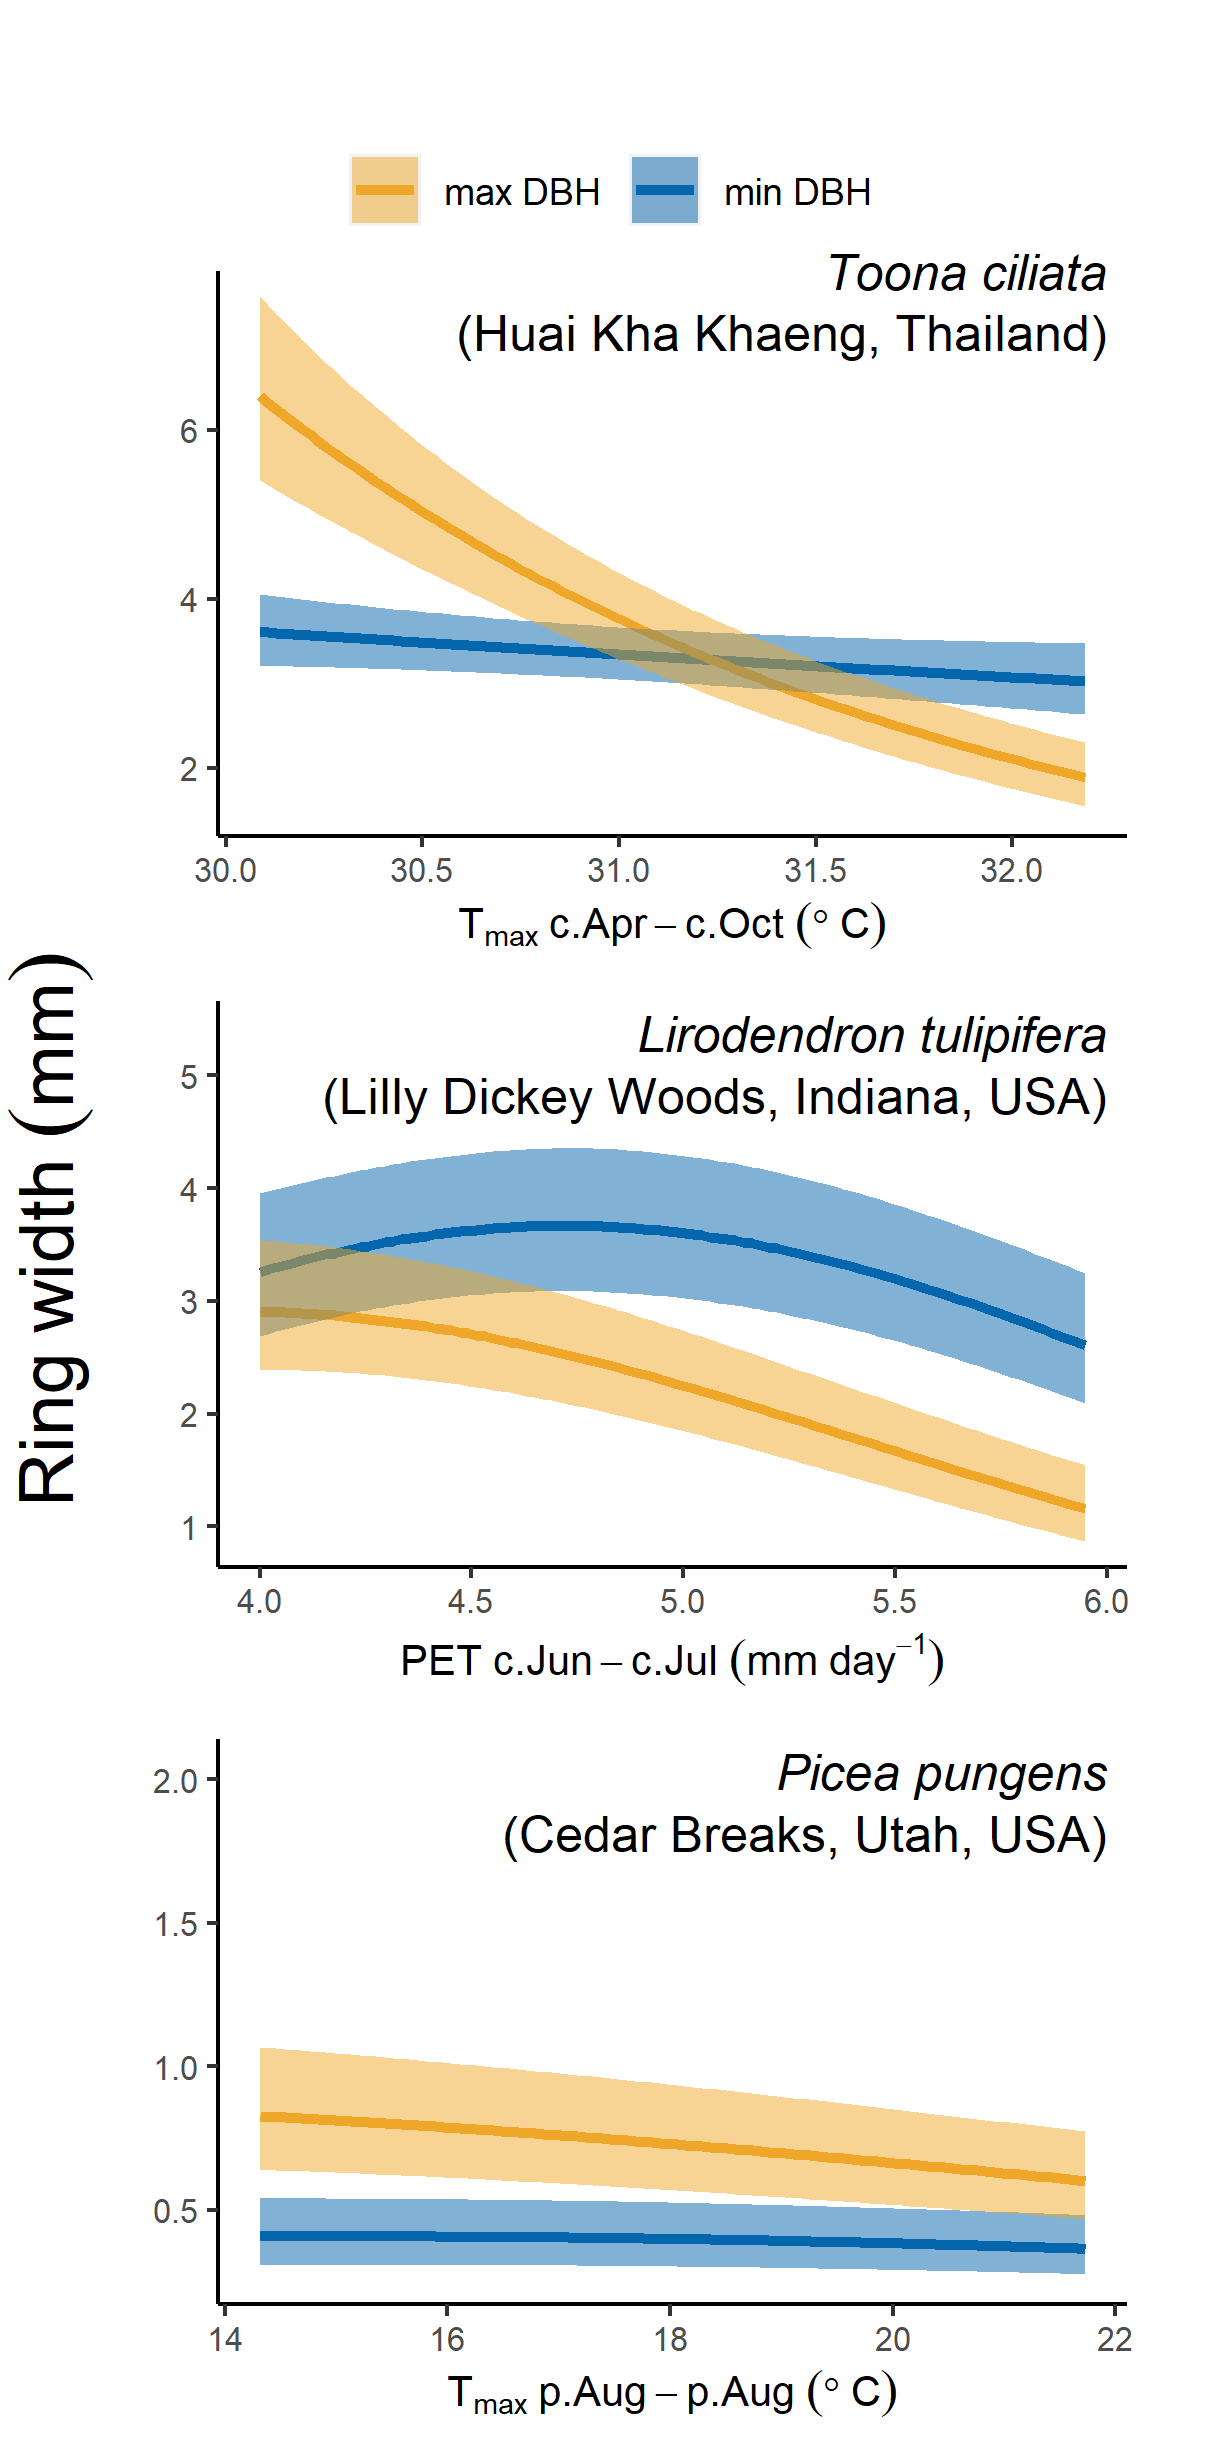 max DBH min DBH
Toona ciliata
(Huai Kha Khaeng, Thailand)
6
4
2
30.0 30.5 31.0 31.5 32.0
Tmax c.Apr – c.Oct (° C)
Ring width (mm)
Lirodendron tulipifera
(Lilly Dickey Woods, Indiana, USA)
5
4
3
2
1
4.0 4.5 5.0 5.5 6.0
PET c.Jun – c.Jul (mm day⁻¹)
Picea pungens
(Cedar Breaks, Utah, USA)
2.0
1.5
1.0
0.5
14 16 18 20 22
Tmax p.Aug – p.Aug (° C)